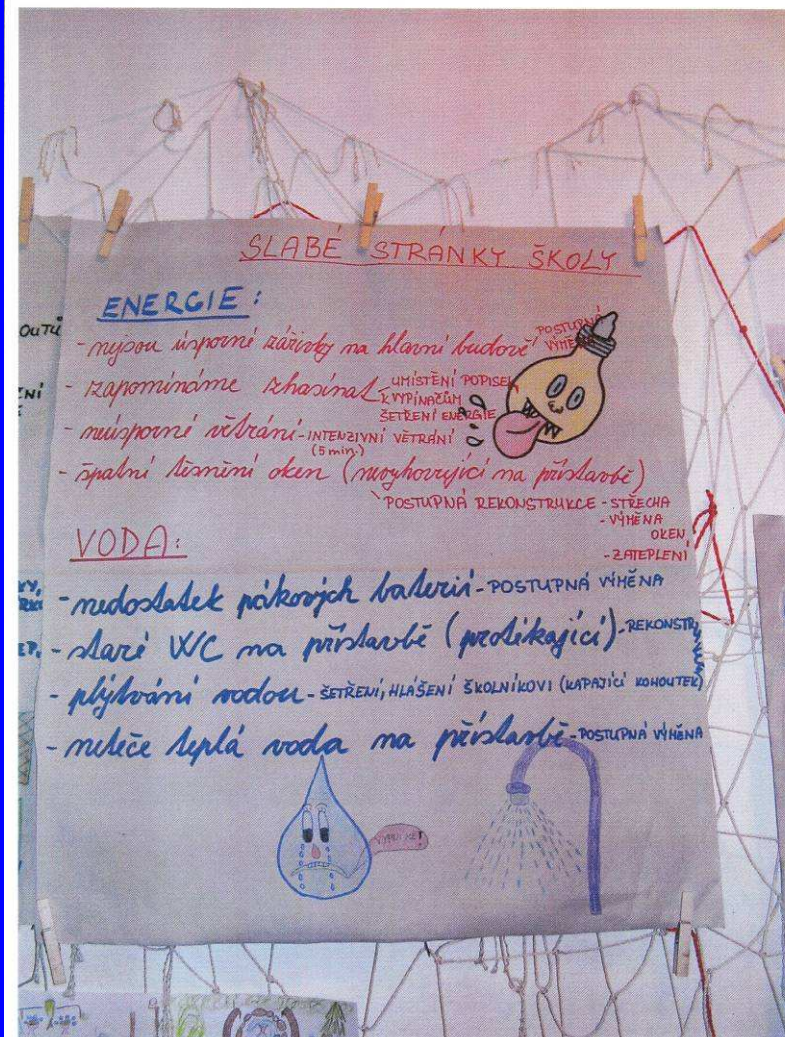 SLABÉ STRÁNKY ŠKOLY
ENERGIE:
- nejsou úsporné zářivky na hlavní budově POSTUPNÁ
VÝMĚ
- zapomínáme zhasínat - UMÍSTĚNÍ POPISEK
K VYPÍNAČŮM
ŠETŘENÍ ENERGIE
- neúsporné větrání - INTENZIVNÍ VĚTRÁNÍ
(5 min.)
- špatní těsnění oken (nevyhovující na přístavbě)
POSTUPNÁ REKONSTRUKCE - STŘECHA
- VÝMĚNA
OKEN,
- ZATEPLENÍ
VODA:
- nedostatek pákových baterií - POSTUPNÁ VÝMĚNA
- staré WC na přístavbě (protékající) - REKONSTR
- plýtvání vodou - ŠETŘENÍ, HLÁŠENÍ ŠKOLNÍKOVI (KAPAJÍCÍ KOHOUTEK)
- neteče teplá voda na přístavbě - POSTUPNÁ VÝMĚNA